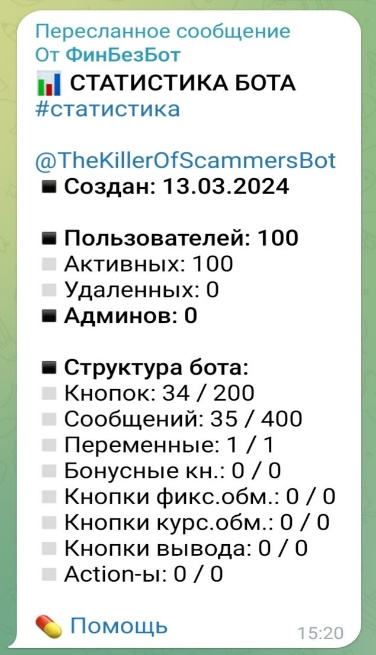 Пересланное сообщение
От ФинБезБот
📊 СТАТИСТИКА БОТА
#статистика
@TheKillerOfScammersBot
◾ Создан: 13.03.2024
◾ Пользователей: 100
◽ Активных: 100
◽ Удаленных: 0
◾ Админов: 0
◾ Структура бота:
◽ Кнопок: 34 / 200
◽ Сообщений: 35 / 400
◽ Переменные: 1 / 1
◽ Бонусные кн.: 0 / 0
◽ Кнопки фикс.обм.: 0 / 0
◽ Кнопки курс.обм.: 0 / 0
◽ Кнопки вывода: 0 / 0
◽ Action-ы: 0 / 0
💊 Помощь
15:20